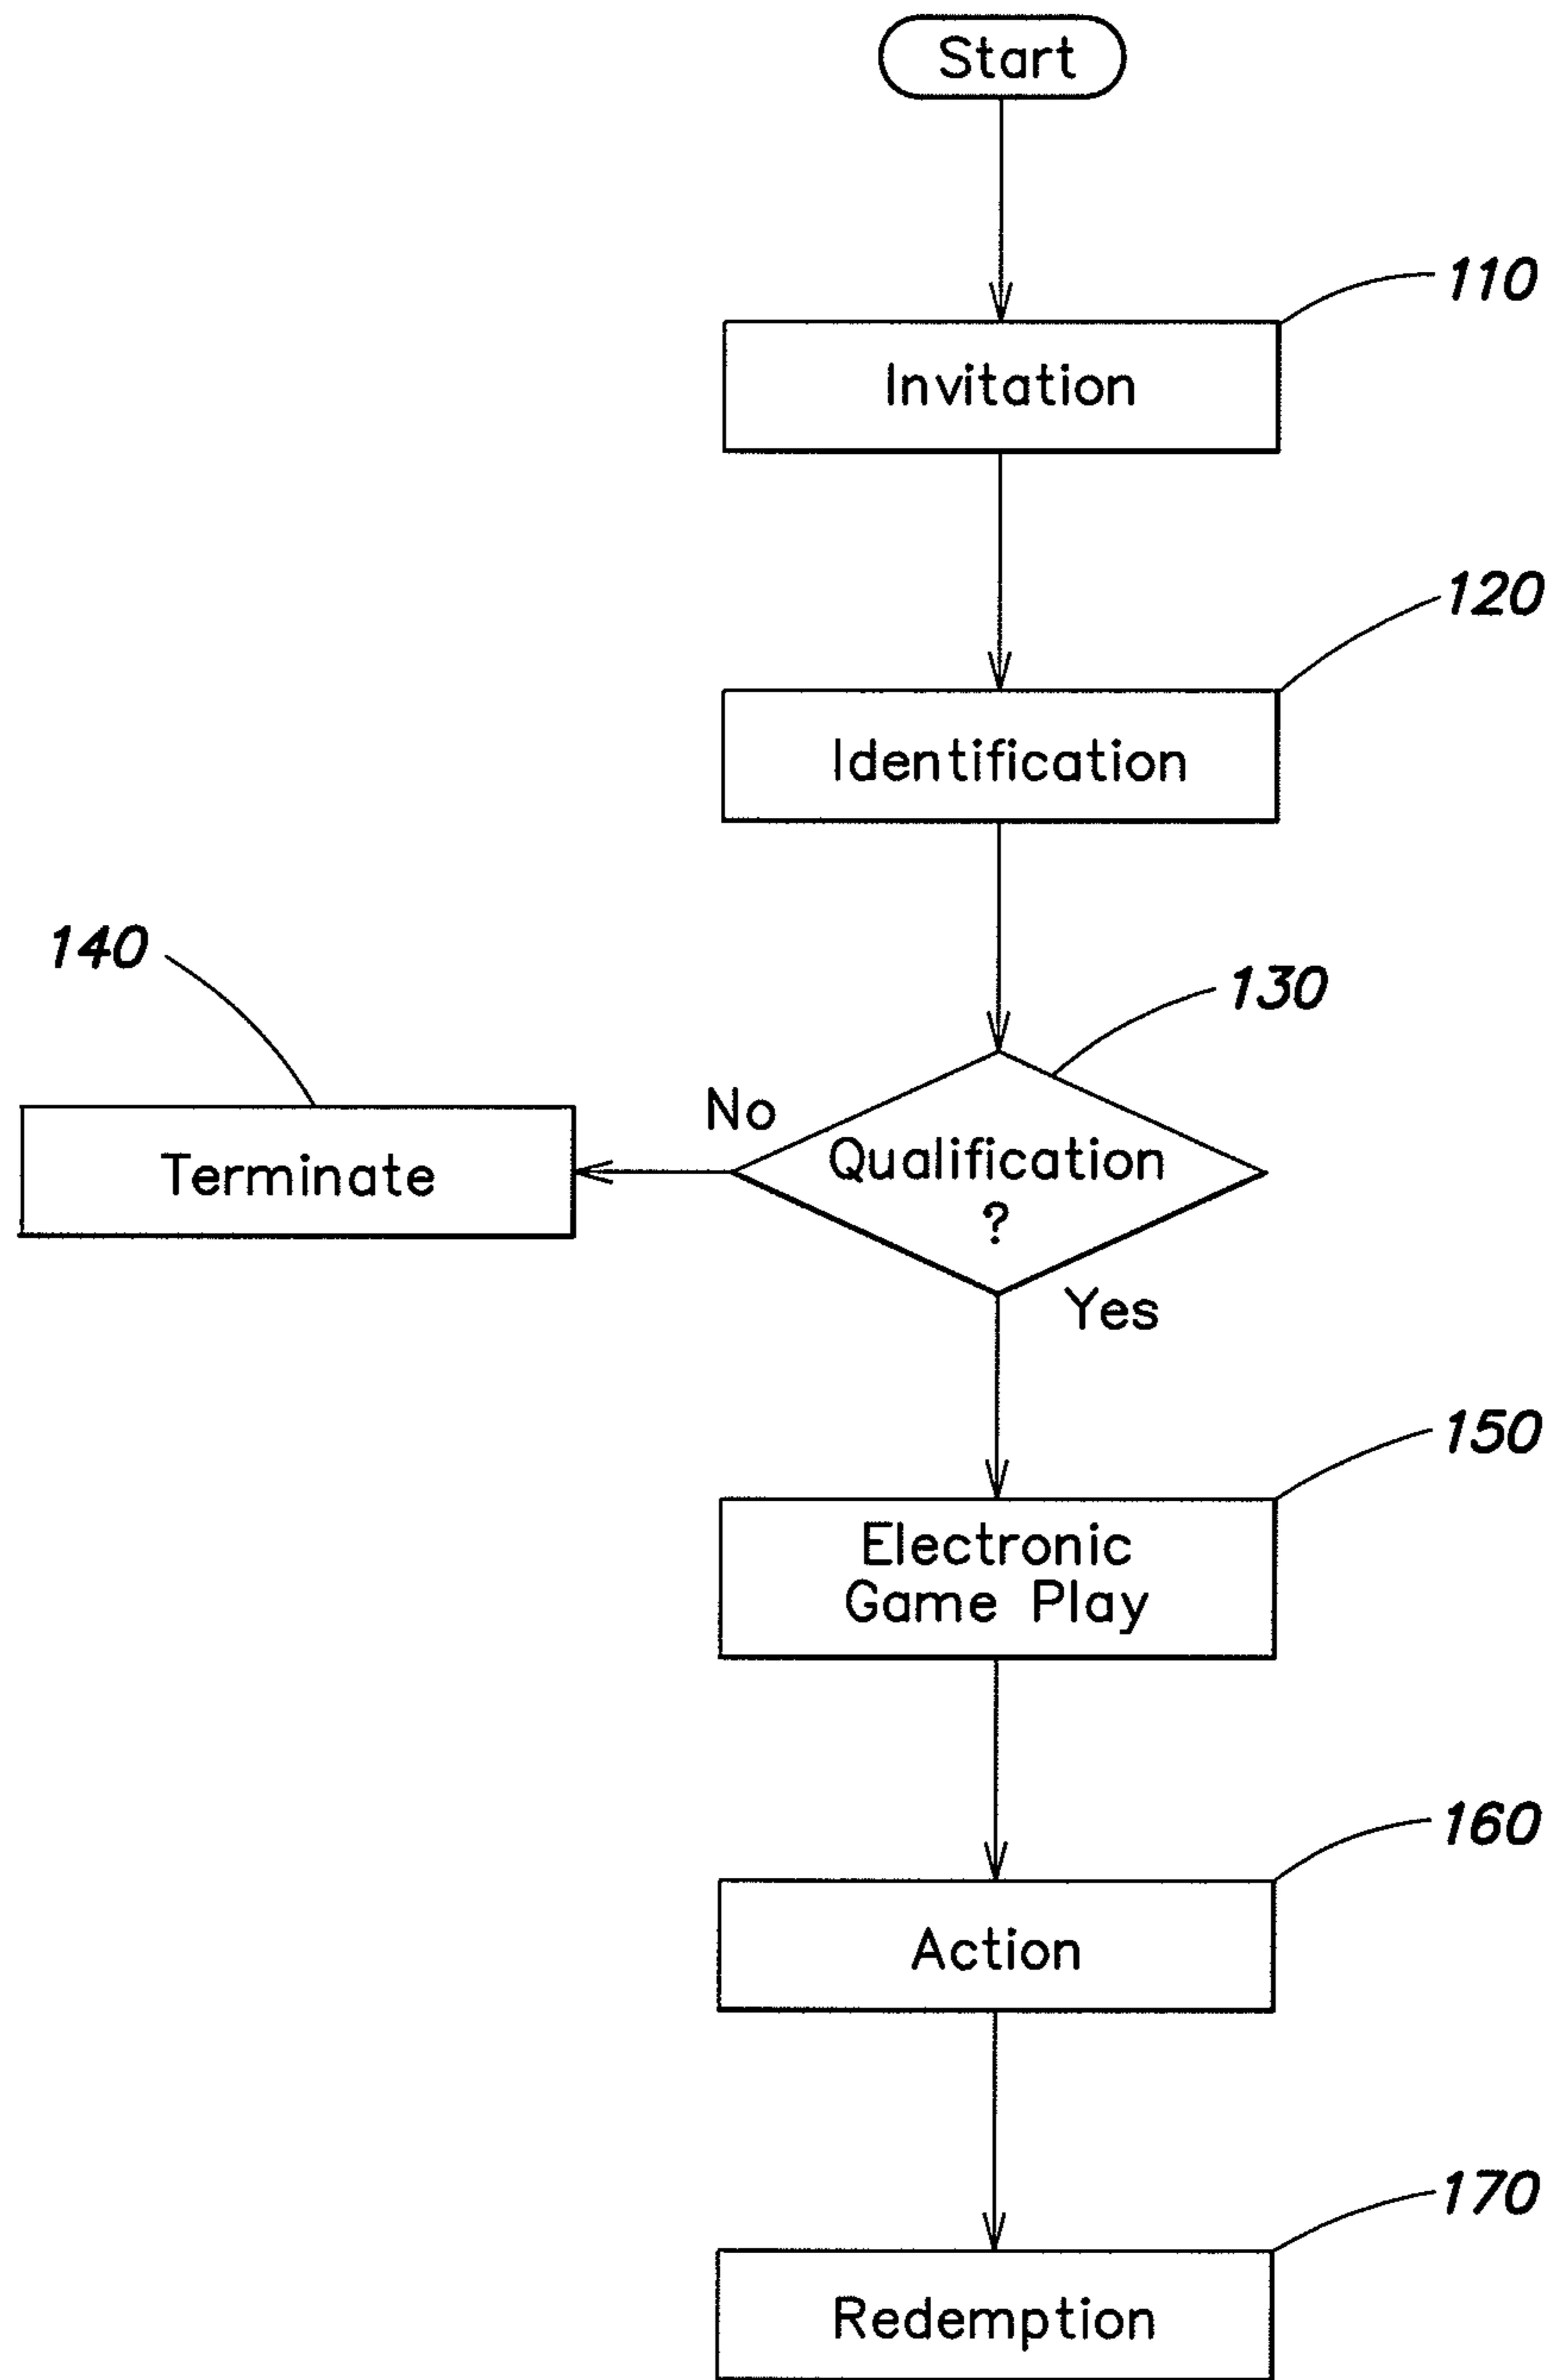 Start
110
Invitation
120
Identification
140
130
No
Terminate
Qualification
?
Yes
150
Electronic
Game Play
160
Action
170
Redemption